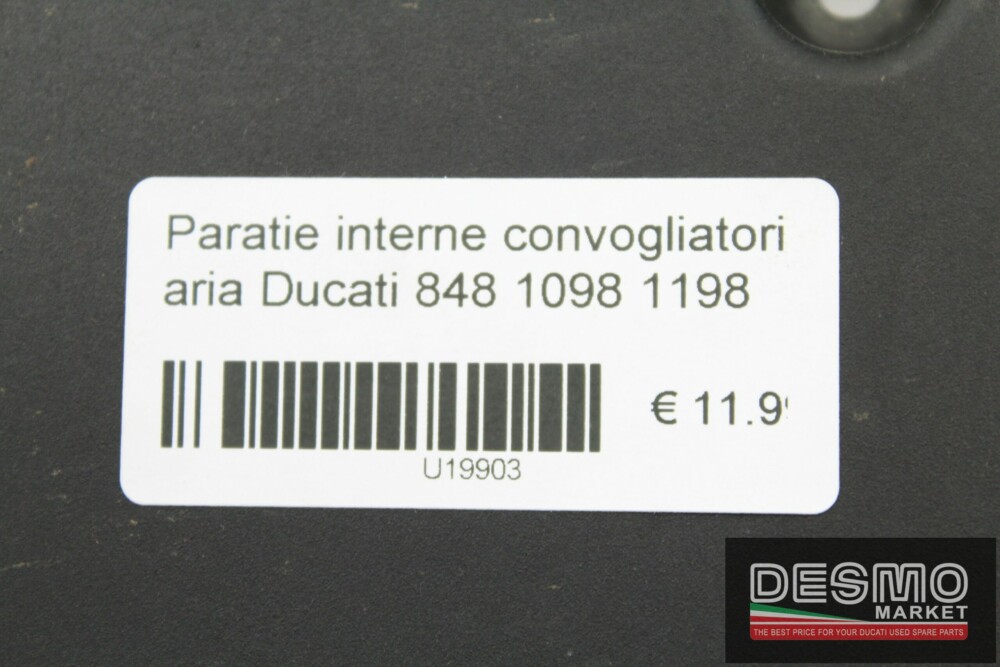 Paratie interne convogliatori
aria Ducati 848 1098 1198
€ 11.9
U19903
DESMO
MARKET
THE BEST PRICE FOR YOUR DUCATI USED SPARE PARTS